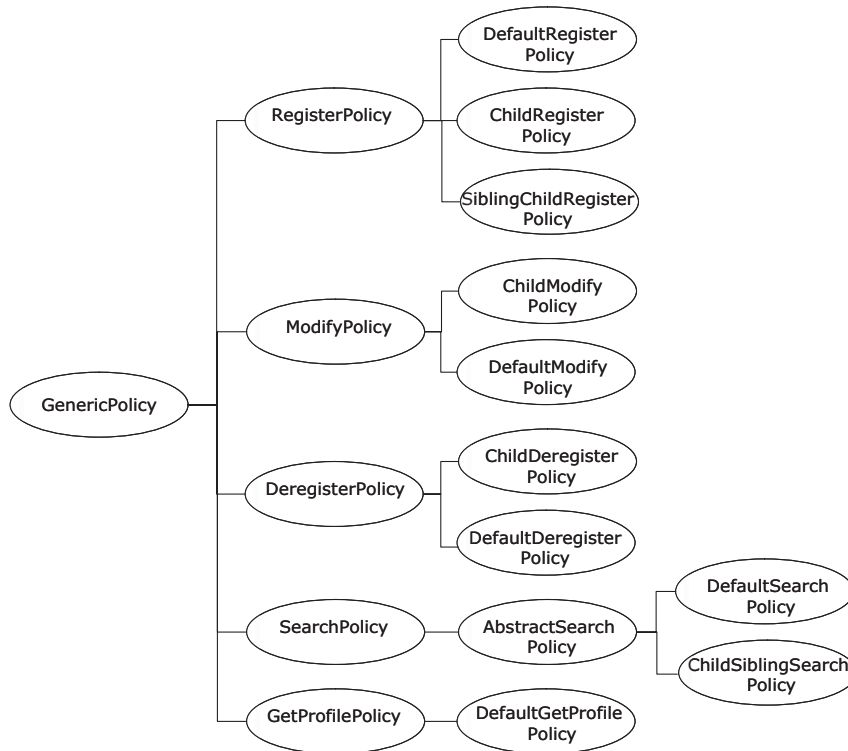 DefaultRegister
Policy
RegisterPolicy
ChildRegister
Policy
SiblingChildRegister
Policy
ChildModify
Policy
ModifyPolicy
DefaultModify
Policy
GenericPolicy
ChildDeregister
Policy
DeregisterPolicy
DefaultDeregister
Policy
DefaultSearch
Policy
SearchPolicy
AbstractSearch
Policy
ChildSiblingSearch
Policy
GetProfilePolicy
DefaultGetProfile
Policy